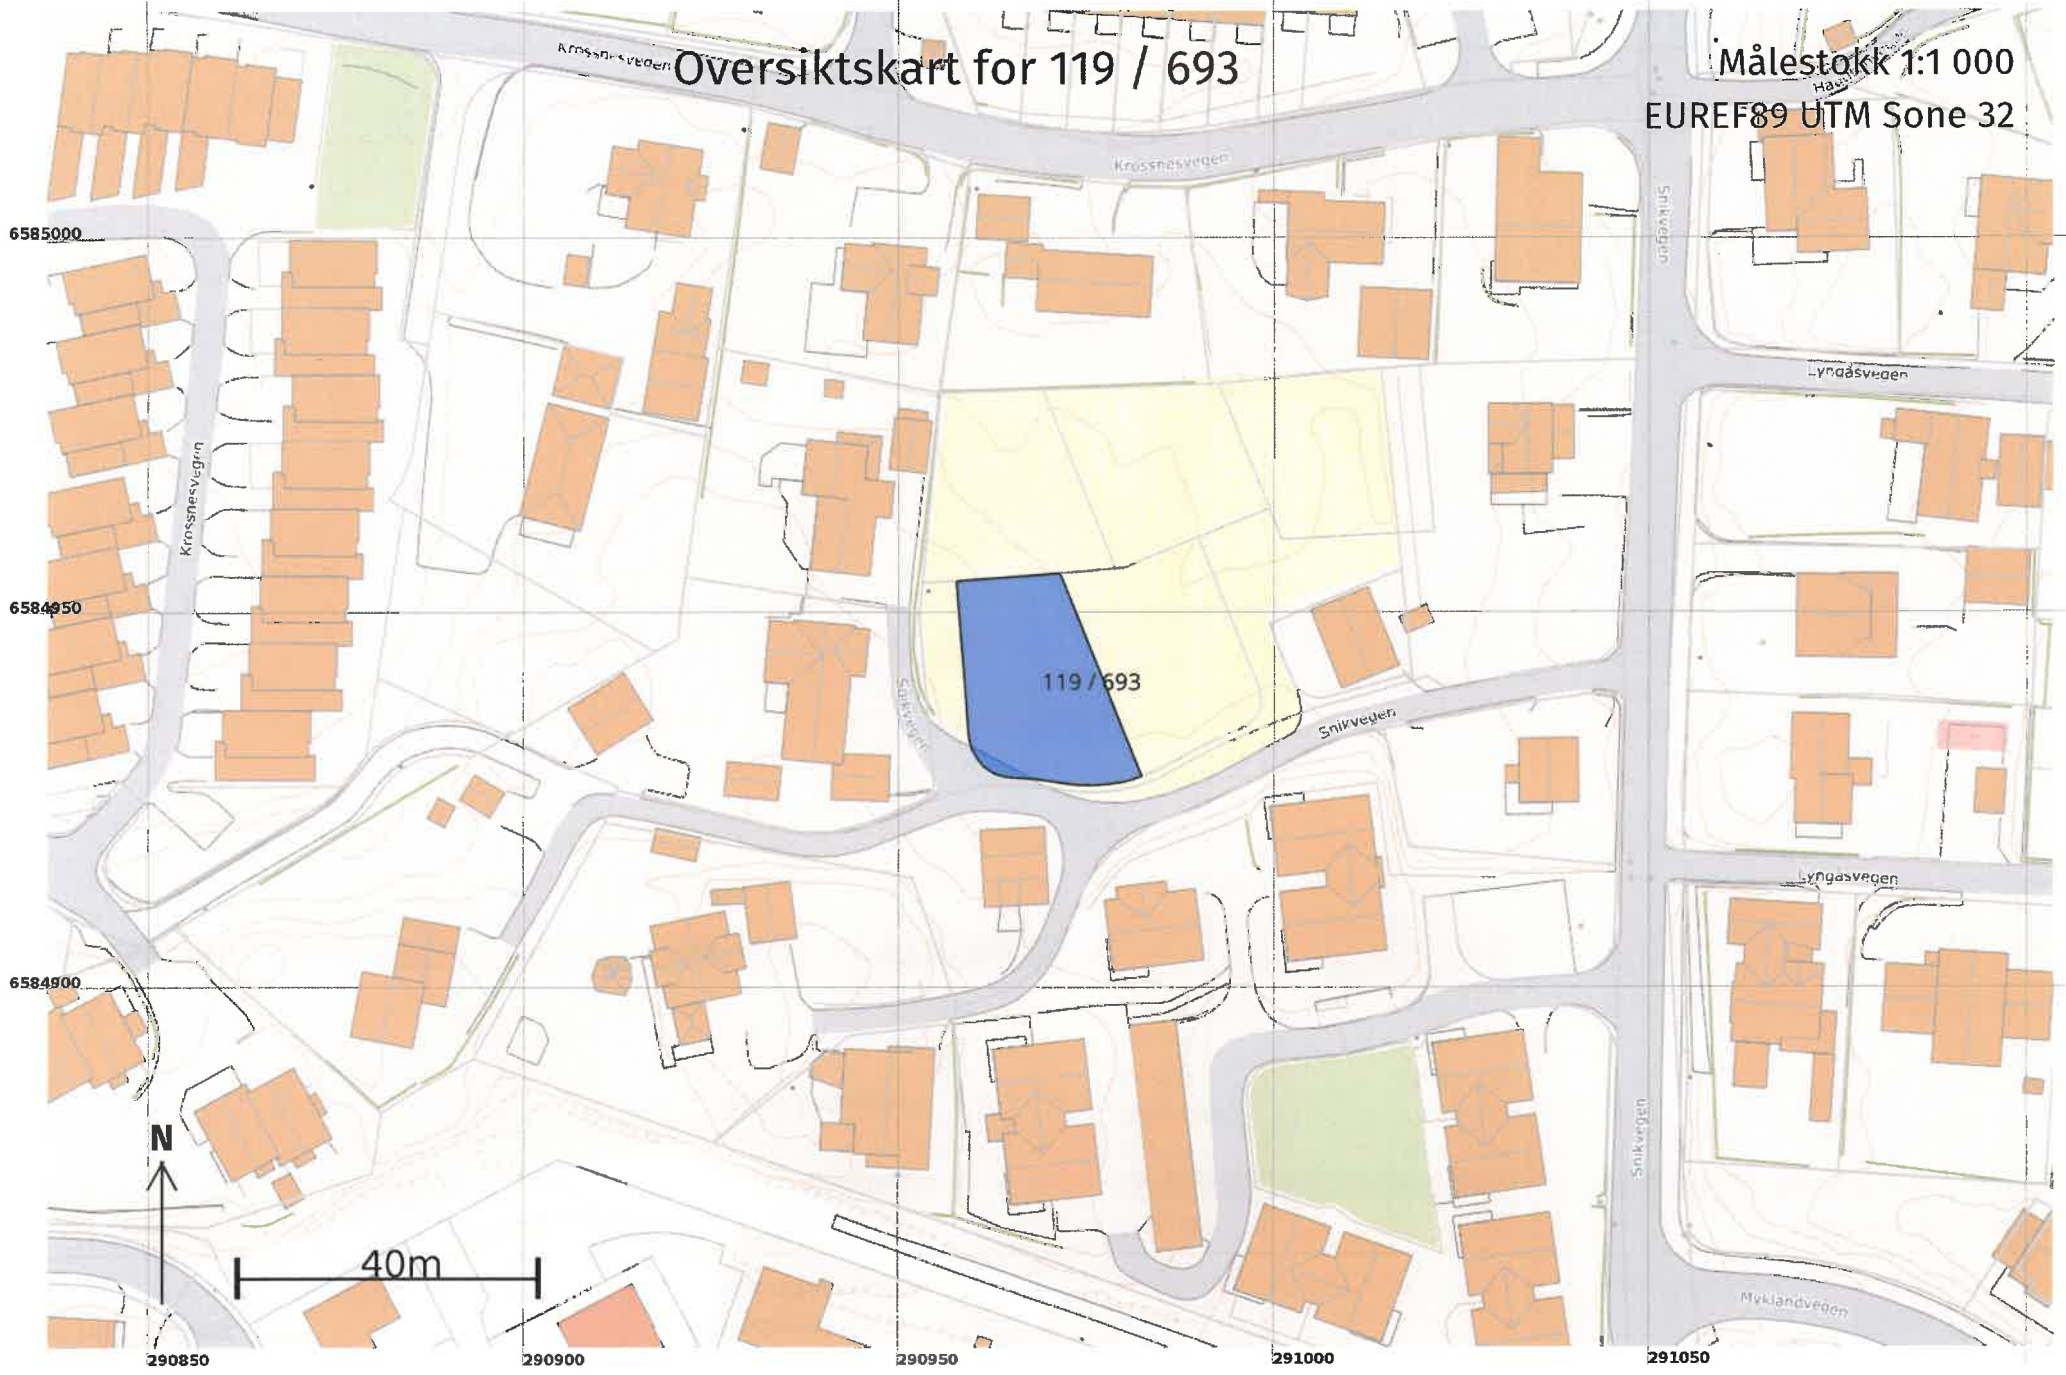 Krossnesvegen
Oversiktskart for 119 / 693
Målestokk 1:1 000
EUREF89 UTM Sone 32
Krossnesvegen
Snikvegen
6585000
Lyngåsvegen
Krossnesvegen
6584950
119 / 693
Snikvegen
Snikvegen
Lyngåsvegen
6584900
N
Snikvegen
40m
Myklandvegen
290850
290900
290950
291000
291050